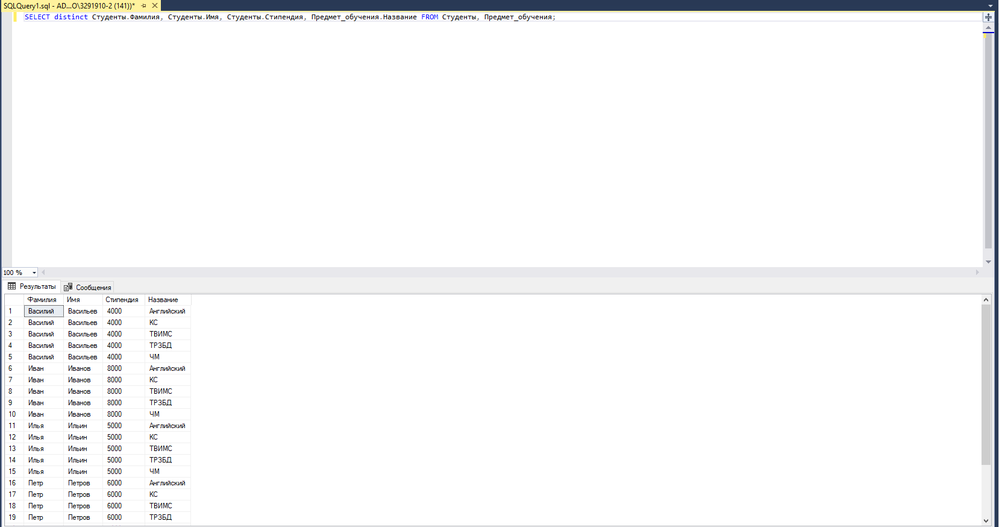 SQLQuery1.sql - AD...O\3291910-2 (141))*
SELECT distinct Студенты.Фамилия, Студенты.Имя, Студенты.Стипендия, Предмет_обучения.Название FROM Студенты, Предмет_обучения;
100 %
Результаты Сообщения
Фамилия Имя Стипендия Название
1 Василий Васильев 4000 Английский
2 Василий Васильев 4000 КС
3 Василий Васильев 4000 ТВИМС
4 Василий Васильев 4000 ТРЗБД
5 Василий Васильев 4000 ЧМ
6 Иван Иванов 8000 Английский
7 Иван Иванов 8000 КС
8 Иван Иванов 8000 ТВИМС
9 Иван Иванов 8000 ТРЗБД
10 Иван Иванов 8000 ЧМ
11 Илья Ильин 5000 Английский
12 Илья Ильин 5000 КС
13 Илья Ильин 5000 ТВИМС
14 Илья Ильин 5000 ТРЗБД
15 Илья Ильин 5000 ЧМ
16 Петр Петров 6000 Английский
17 Петр Петров 6000 КС
18 Петр Петров 6000 ТВИМС
19 Петр Петров 6000 ТРЗБД